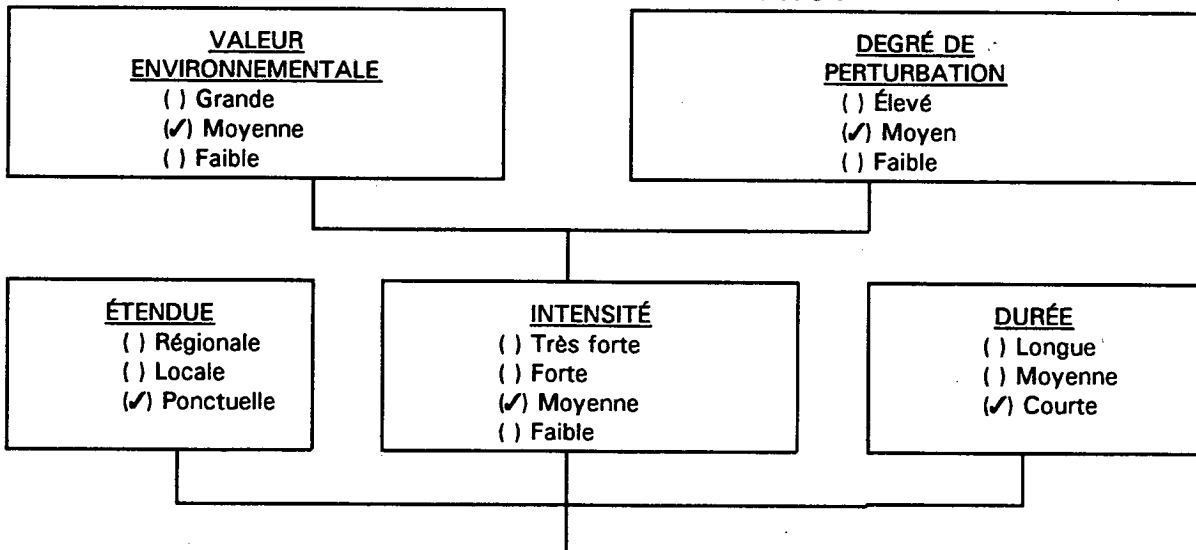 VALEUR
ENVIRONNEMENTALE
( ) Grande
(✓) Moyenne
( ) Faible
DEGRÉ DE
PERTURBATION
( ) Élevé
(✓) Moyen
( ) Faible
ÉTENDUE
( ) Régionale
( ) Locale
(✓) Ponctuelle
INTENSITÉ
( ) Très forte
( ) Forte
(✓) Moyenne
( ) Faible
DURÉE
( ) Longue
( ) Moyenne
(✓) Courte